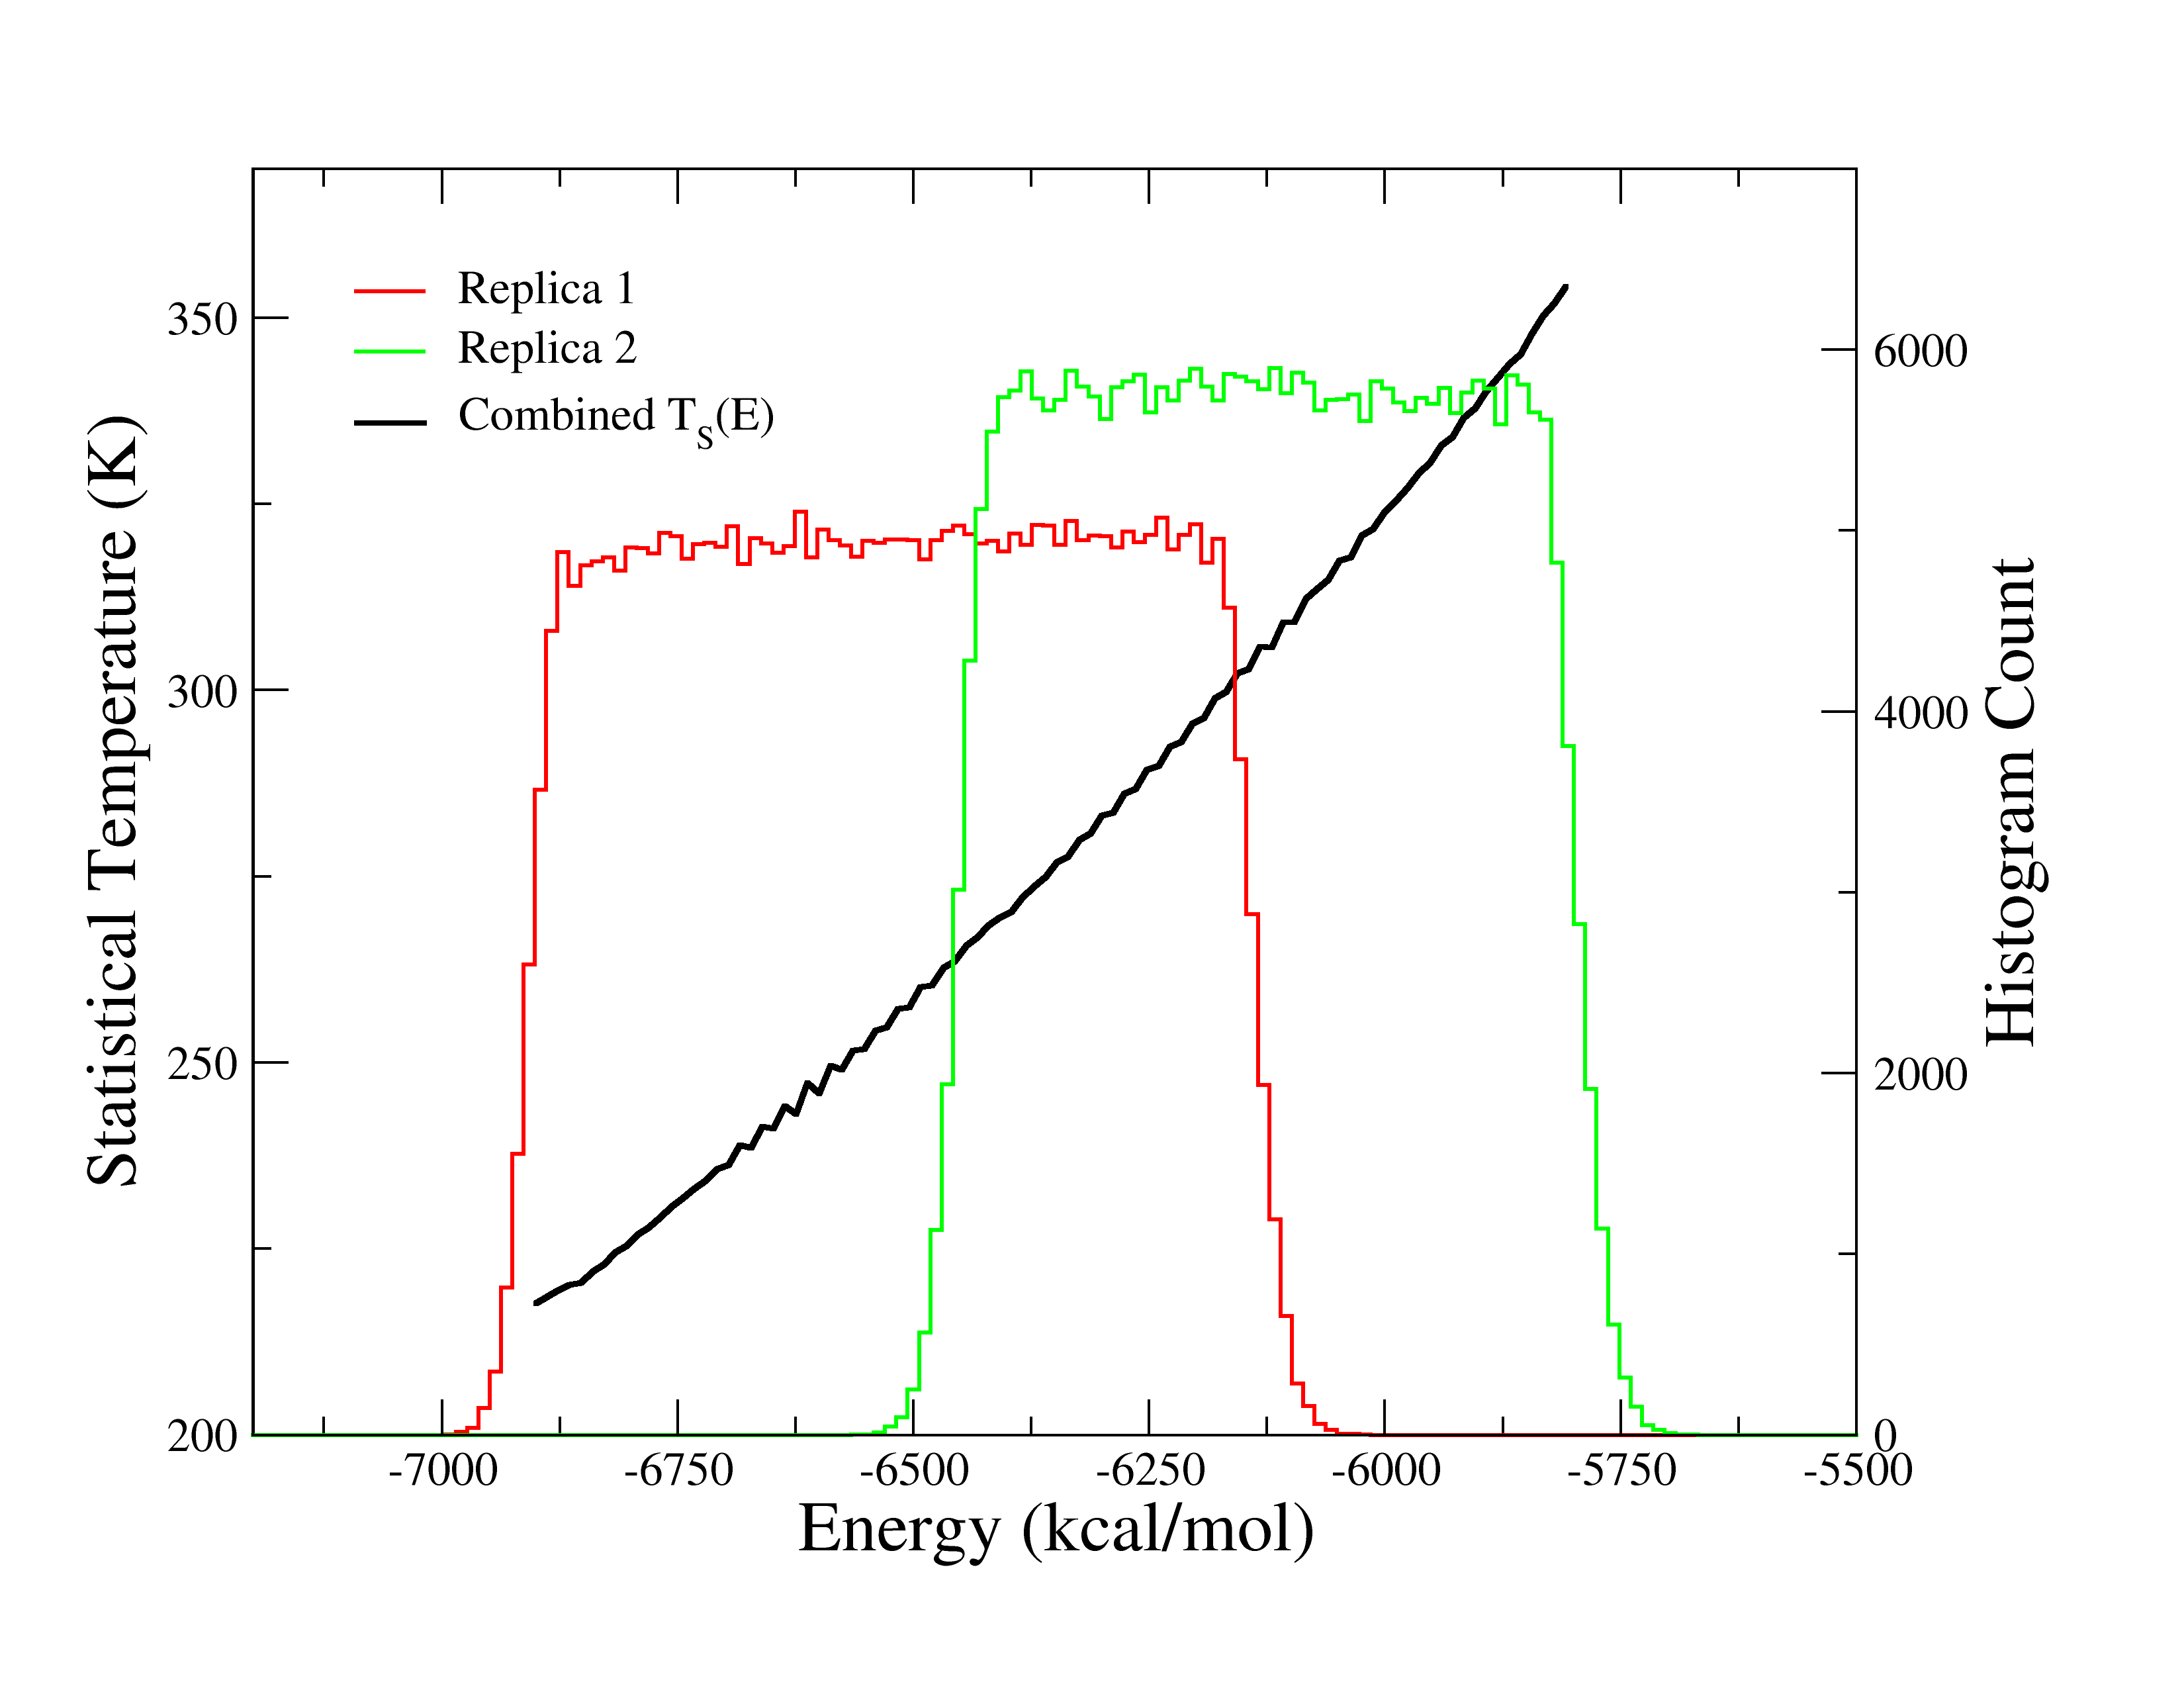 Replica 1
Replica 2
Combined T_S(E)
Statistical Temperature (K)
350
300
250
200
Histogram Count
6000
4000
2000
0
-7000 -6750 -6500 -6250 -6000 -5750 -5500
Energy (kcal/mol)